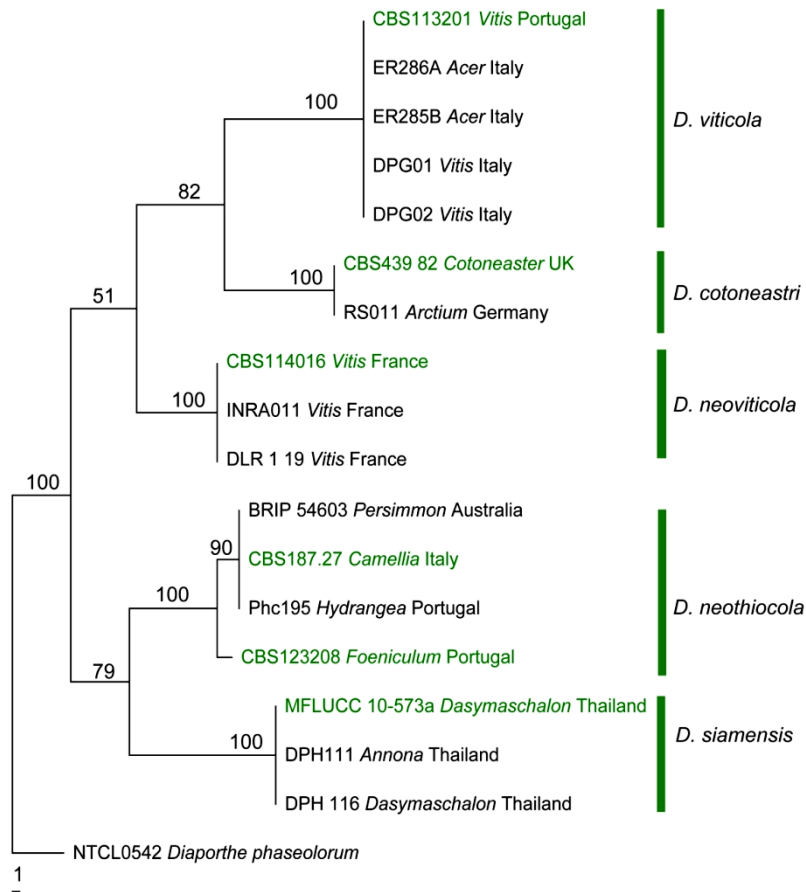 CBS113201 Vitis Portugal
ER286A Acer Italy
100
ER285B Acer Italy
D. viticola
DPG01 Vitis Italy
82
DPG02 Vitis Italy
CBS439 82 Cotoneaster UK
100
D. cotoneastri
51
RS011 Arctium Germany
CBS114016 Vitis France
100
INRA011 Vitis France
D. neoviticola
DLR 1 19 Vitis France
100
BRIP 54603 Persimmon Australia
90
CBS187.27 Camellia Italy
100
Phc195 Hydrangea Portugal
D. neothiocola
CBS123208 Foeniculum Portugal
79
MFLUCC 10-573a Dasymaschalon Thailand
D. siamensis
100
DPH111 Annona Thailand
DPH 116 Dasymaschalon Thailand
NTCL0542 Diaporthe phaseolorum
1